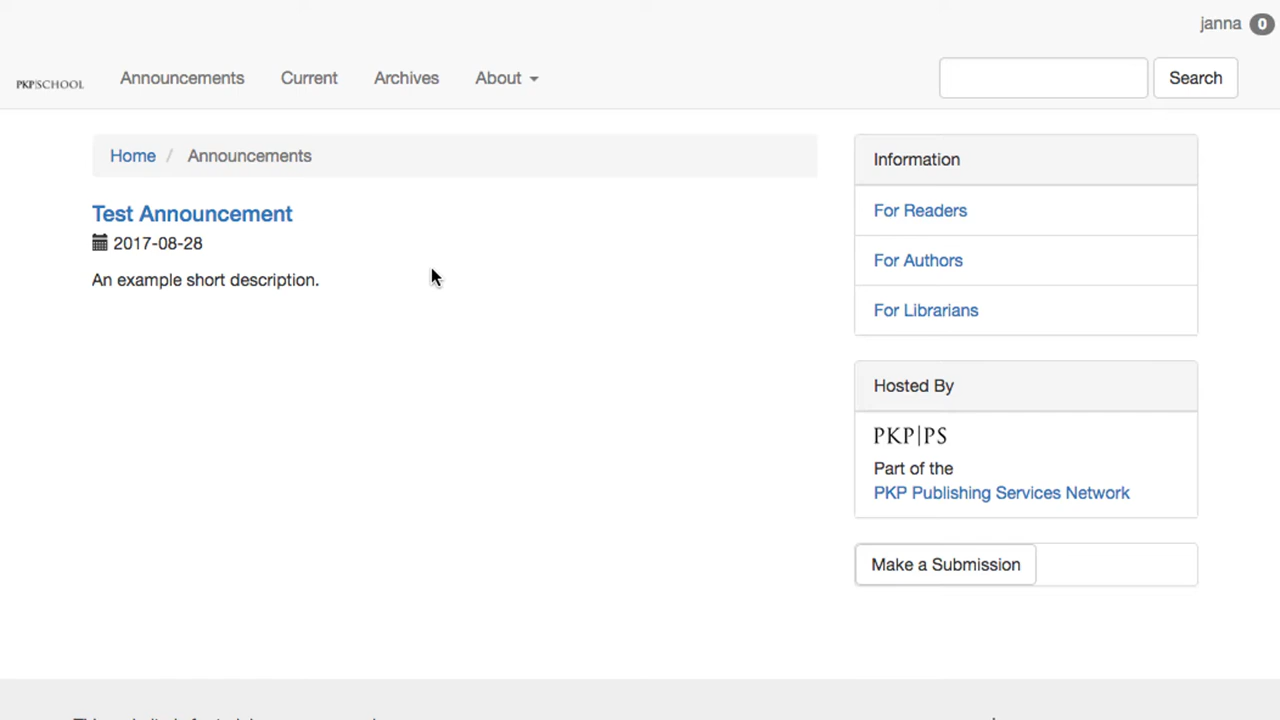 janna 0
PKP|SCHOOL Announcements Current Archives About Search
Home / Announcements
Test Announcement
2017-08-28
An example short description.
Information
For Readers
For Authors
For Librarians
Hosted By
PKP|PS
Part of the
PKP Publishing Services Network
Make a Submission